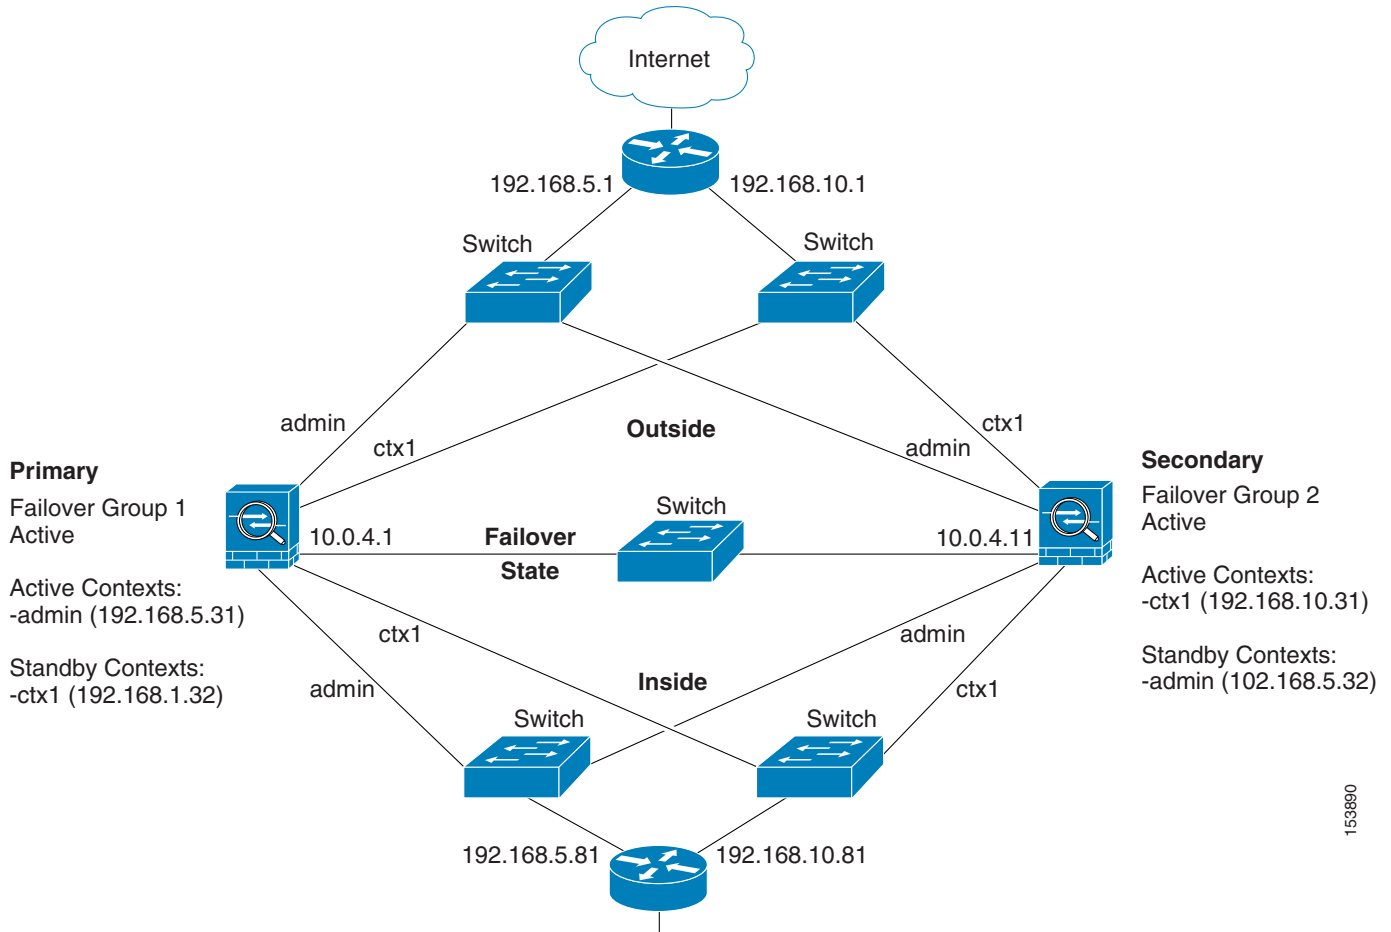 Internet
192.168.5.1
192.168.10.1
Switch
Switch
admin
ctx1
Outside
ctx1
admin
Primary
Failover Group 1
Active
Active Contexts:
-admin (192.168.5.31)
Standby Contexts:
-ctx1 (192.168.1.32)
10.0.4.1
Failover
State
Switch
10.0.4.11
Secondary
Failover Group 2
Active
Active Contexts:
-ctx1 (192.168.10.31)
Standby Contexts:
-admin (102.168.5.32)
ctx1
admin
admin
Inside
ctx1
Switch
Switch
192.168.5.81
192.168.10.81
153890